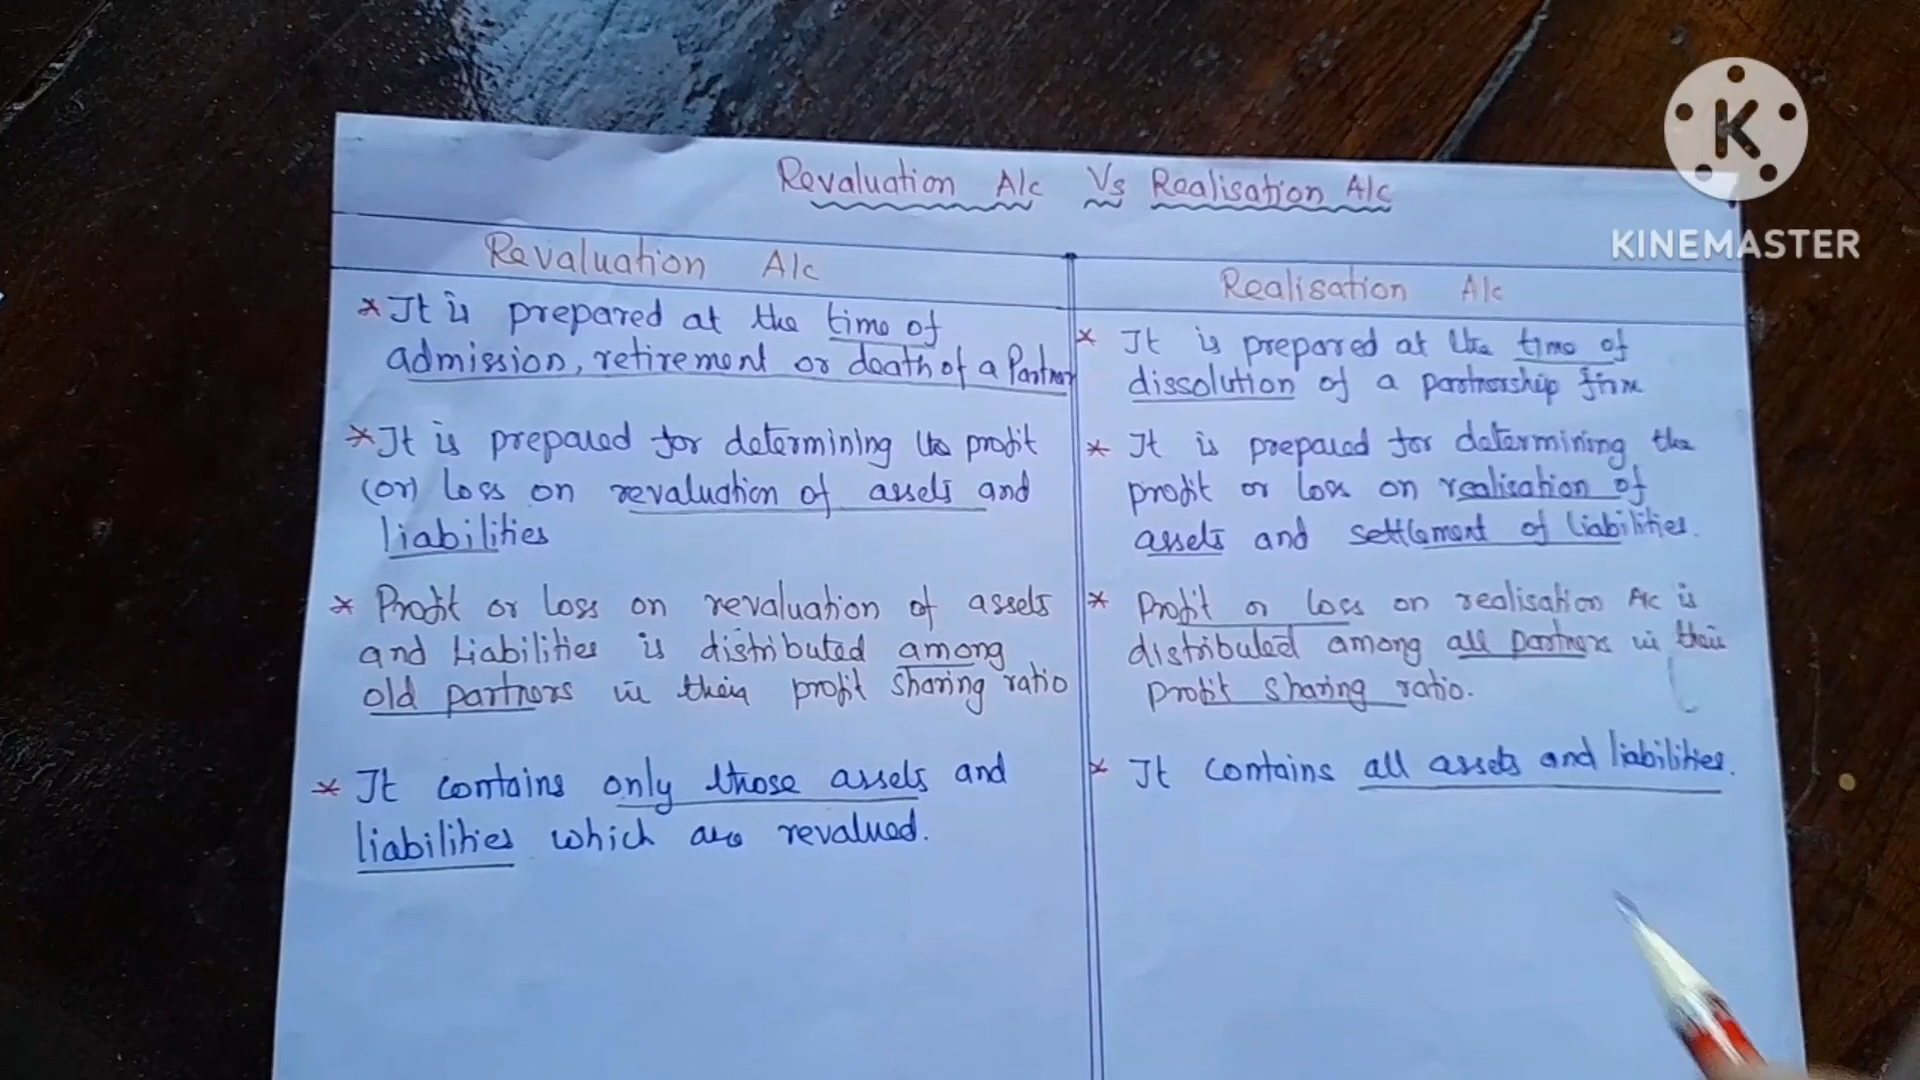 Revaluation A/c Vs Realisation A/c
Revaluation A/c
* It is prepared at the time of
admission, retirement or death of a Partner
* It is prepared for determining the profit
(or) loss on revaluation of assets and
liabilities
* Profit or loss on revaluation of assets
and liabilities is distributed among
old partners in their profit sharing ratio
* It contains only those assets and
liabilities which are revalued.
Realisation A/c
* It is prepared at the time of
dissolution of a partnership firm
* It is prepared for determining the
profit or loss on realisation of
assets and settlement of liabilities.
* Profit or loss on realisation A/c is
distributed among all partners in their
profit sharing ratio.
* It contains all assets and liabilities.
K
KINEMASTER